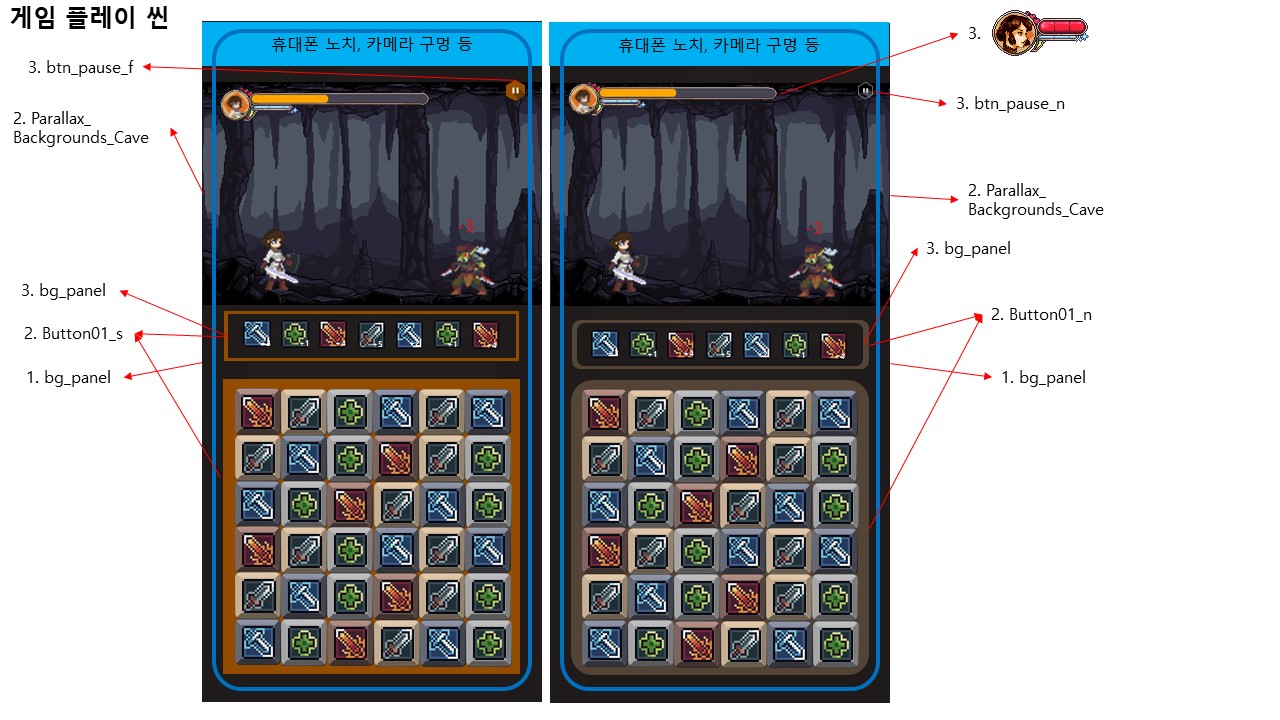 게임 플레이 씬
휴대폰 노치, 카메라 구멍 등
휴대폰 노치, 카메라 구멍 등
3. btn_pause_f
2. Parallax_
Backgrounds_Cave
3. bg_panel
2. Button01_s
1. bg_panel
3.
3. btn_pause_n
2. Parallax_
Backgrounds_Cave
3. bg_panel
2. Button01_n
1. bg_panel